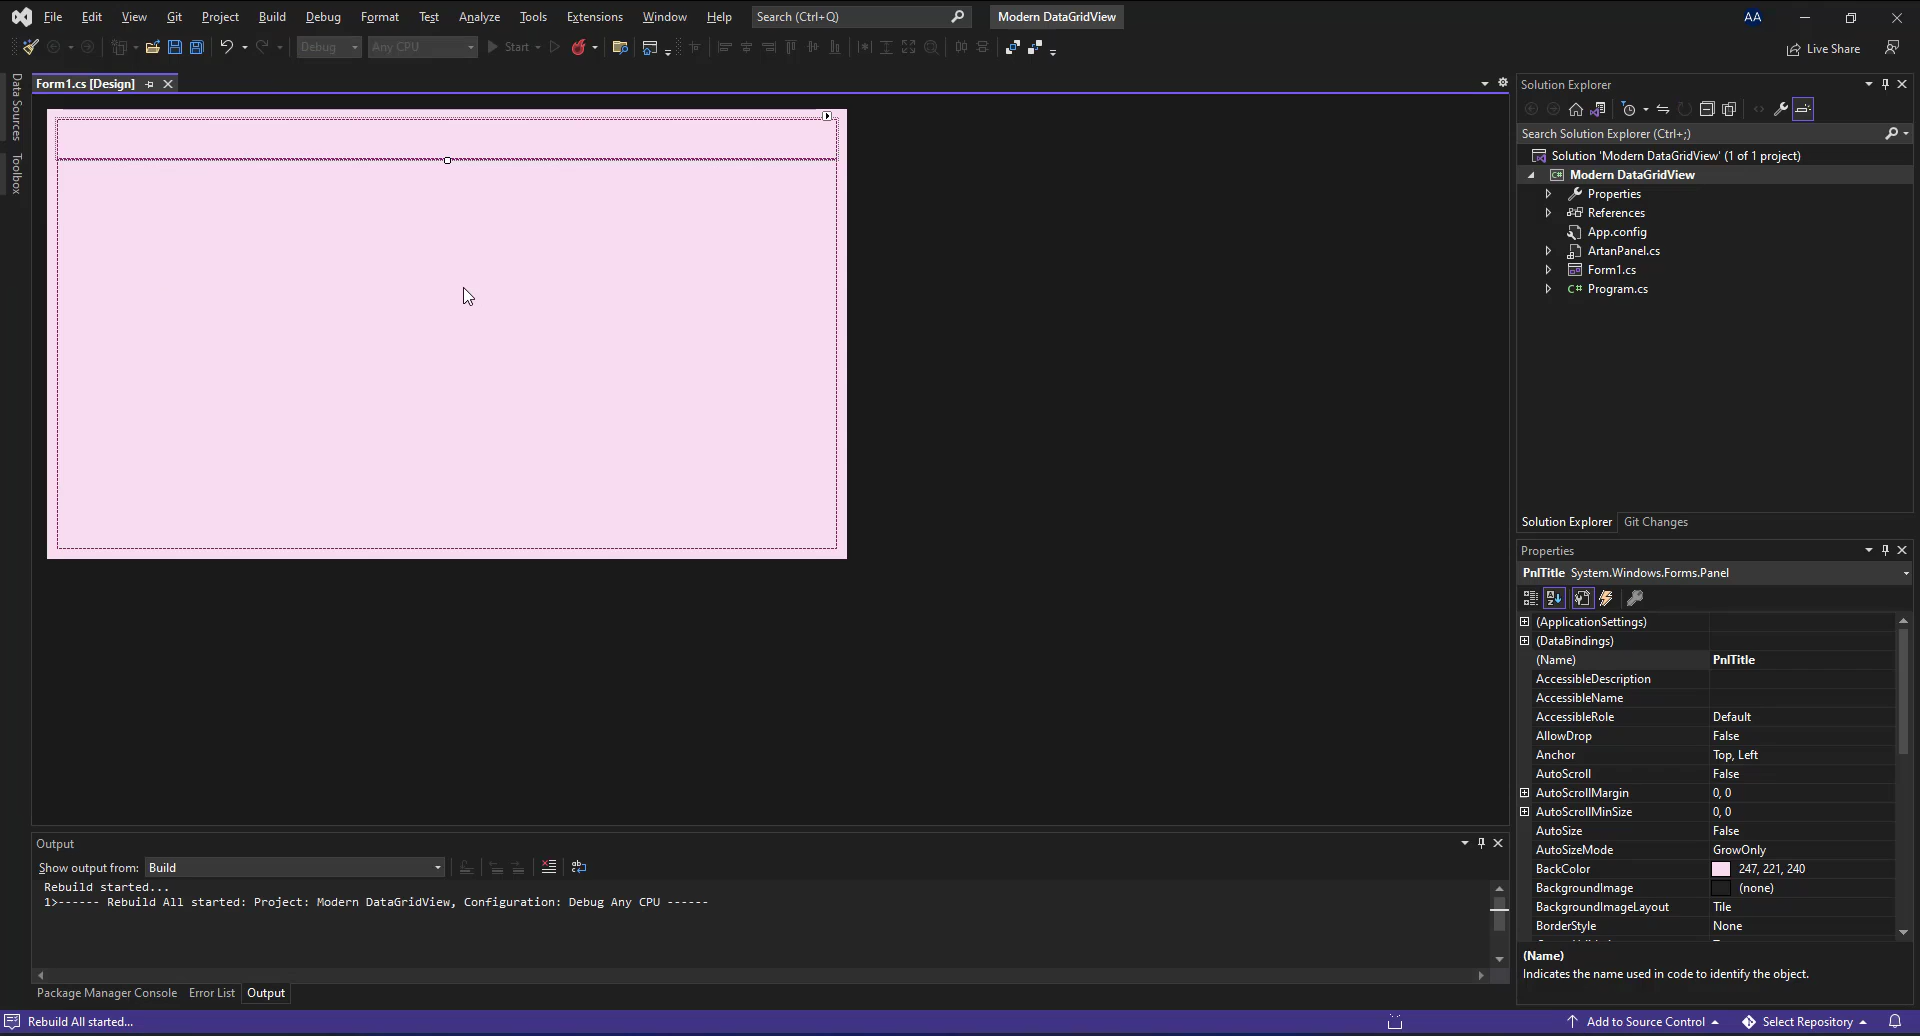 File Edit View Git Project Build Debug Format Test Analyze Tools Extensions Window Help Search (Ctrl+Q) Modern DataGridView AA
Debug Any CPU Start Live Share
Data Sources
Toolbox
Form1.cs [Design]
Solution Explorer
Search Solution Explorer (Ctrl+;)
Solution 'Modern DataGridView' (1 of 1 project)
C# Modern DataGridView
Properties
References
App.config
ArtanPanel.cs
Form1.cs
C# Program.cs
Solution Explorer Git Changes
Properties
PnlTitle System.Windows.Forms.Panel
(ApplicationSettings)
(DataBindings)
(Name) PnlTitle
AccessibleDescription
AccessibleName
AccessibleRole Default
AllowDrop False
Anchor Top, Left
AutoScroll False
AutoScrollMargin 0, 0
AutoScrollMinSize 0, 0
AutoSize False
AutoSizeMode GrowOnly
BackColor 247, 221, 240
BackgroundImage (none)
BackgroundImageLayout Tile
BorderStyle None
(Name)
Indicates the name used in code to identify the object.
Output
Show output from: Build
Rebuild started...
1>------ Rebuild All started: Project: Modern DataGridView, Configuration: Debug Any CPU ------
Package Manager Console Error List Output
Rebuild All started... Add to Source Control Select Repository